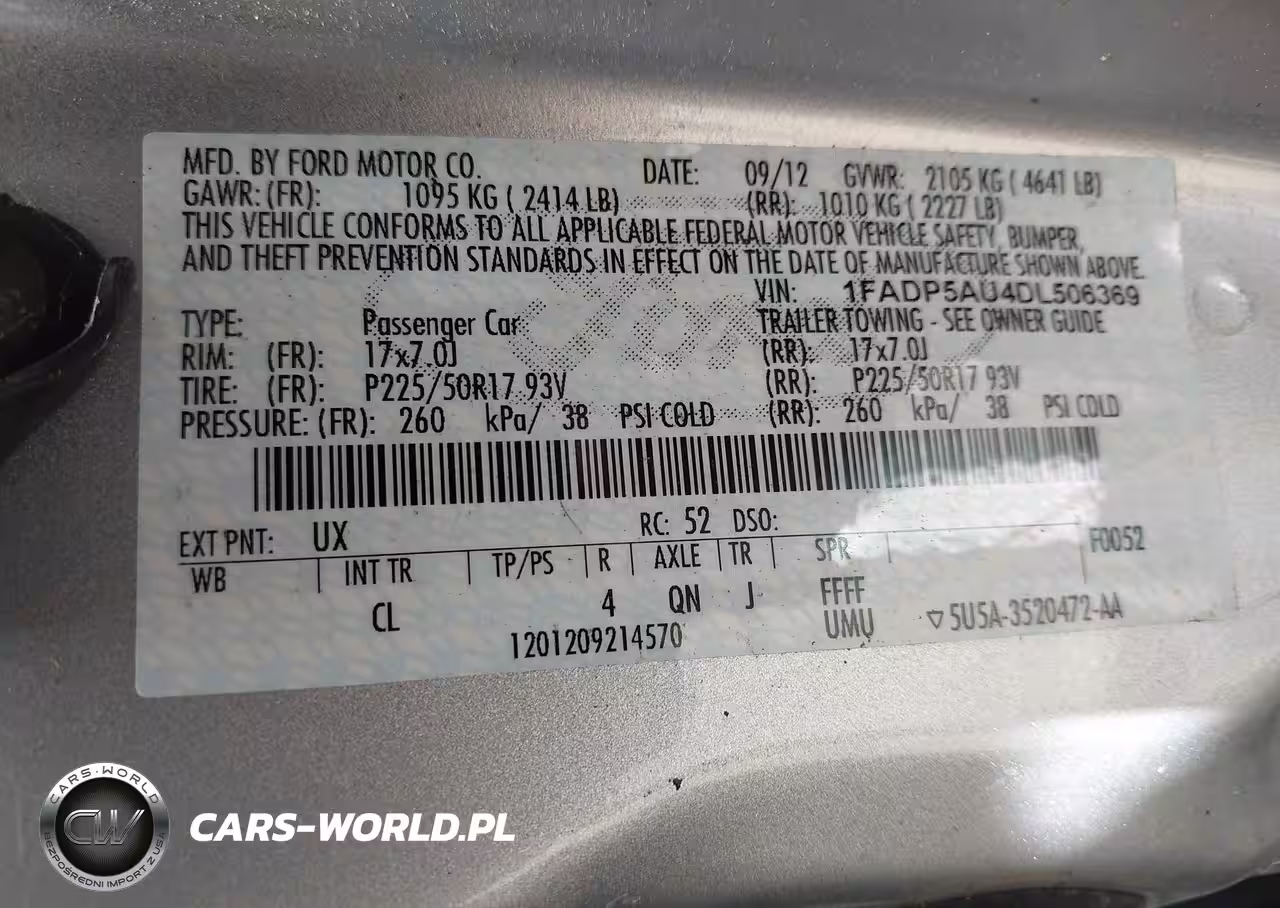 MFD. BY FORD MOTOR CO. DATE: 09/12 GVWR: 2105 KG ( 4641 LB)
GAWR: (FR): 1095 KG ( 2414 LB) (RR): 1010 KG ( 2227 LB)
THIS VEHICLE CONFORMS TO ALL APPLICABLE FEDERAL MOTOR VEHICLE SAFETY, BUMPER,
AND THEFT PREVENTION STANDARDS IN EFFECT ON THE DATE OF MANUFACTURE SHOWN ABOVE.
VIN: 1FADP5AU4DL506369
TYPE: Passenger Car TRAILER TOWING - SEE OWNER GUIDE
RIM: (FR): 17x7.0J (RR): 17x7.0J
TIRE: (FR): P225/50R17 93V (RR): P225/50R17 93V
PRESSURE: (FR): 260 kPa/ 38 PSI COLD (RR): 260 kPa/ 38 PSI COLD
EXT PNT: UX RC: 52 DSO:
F0052
WB INT TR TP/PS R AXLE TR SPR
CL 4 QN J FFFF
UMU ▽5U5A-3520472-AA
1201209214570
CARS-WORLD
CW
BEZPOŚREDNI IMPORT Z USA
CARS-WORLD.PL